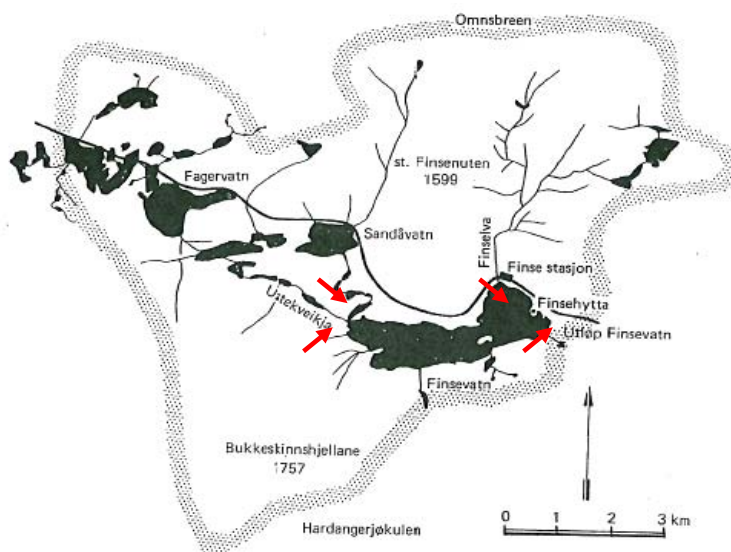 Omnsbreen
Fagervatn
st. Finsenuten
1599
Sandåvatn
Finselva
Finse stasjon
Finsehytta
Ustekveikja
Utløp Finsevatn
Finsevatn
Bukkeskinnshjellane
1757
Hardangerjøkulen
0 1 2 3 km